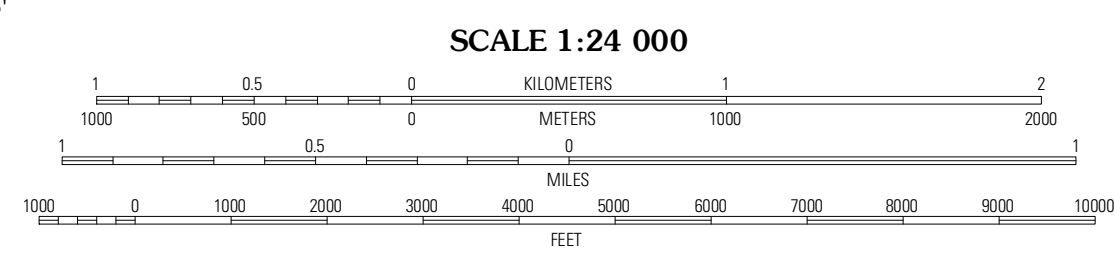 SCALE 1:24 000
1 0.5 0 KILOMETERS 1 2
1000 500 0 METERS 1000 2000
1 0.5 0 1
MILES
1000 0 1000 2000 3000 4000 5000 6000 7000 8000 9000 10000
FEET